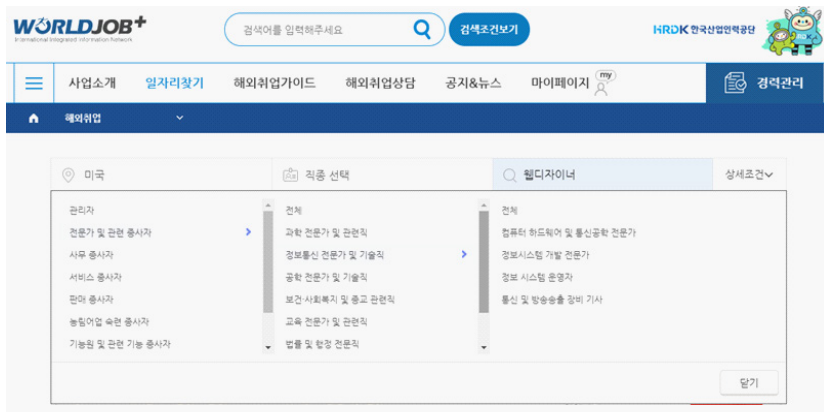 WORLDJOB+
International Integrated Information Network
검색어를 입력해주세요
검색조건보기
HRDK 한국산업인력공단
사업소개 일자리찾기 해외취업가이드 해외취업상담 공지&뉴스 마이페이지 my 경력관리
해외취업
미국 직종 선택 웹디자이너 상세조건
관리자 전체 전체
전문가 및 관련 종사자 과학 전문가 및 관련직 컴퓨터 하드웨어 및 통신공학 전문가
사무 종사자 정보통신 전문가 및 기술직 정보시스템 개발 전문가
서비스 종사자 공학 전문가 및 기술직 정보 시스템 운영자
판매 종사자 보건·사회복지 및 종교 관련직 통신 및 방송송출 장비 기사
농림어업 숙련 종사자 교육 전문가 및 관련직
기능원 및 관련 기능 종사자 법률 및 행정 전문직
닫기